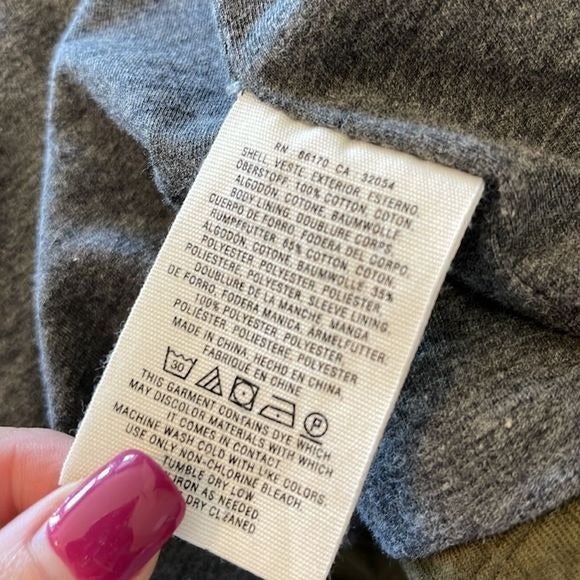 RN 66170 CA 32054
SHELL, VESTE, EXTERIOR, ESTERNO,
OBERSTOFF: 100% COTTON, COTON
ALGODON, COTONE, BAUMWOLLE
BODY LINING, DOUBLURE CORPS,
CUERPO DE FORRO, FODERA DEL CORPO,
RUMPFFUTTER: 65% COTTON, COTON,
ALGODON, COTONE, BAUMWOLLE. 35%
POLYESTER, POLYESTER, POLIESTER,
POLIESTERE, POLYESTER. SLEEVE LINING,
DOUBLURE DE LA MANCHE, MANGA
DE FORRO, FODERA MANICA, ARMELFUTTER:
100% POLYESTER, POLYESTER,
POLIÉSTER, POLIESTERE, POLYESTER.
MADE IN CHINA, HECHO EN CHINA,
FABRIQUÉ EN CHINE
30 P
THIS GARMENT CONTAINS DYE WHICH
MAY DISCOLOR MATERIALS WITH WHICH
IT COMES IN CONTACT
MACHINE WASH COLD WITH LIKE COLORS,
USE ONLY NON-CHLORINE BLEACH,
TUMBLE DRY LOW
IRON AS NEEDED
DRY CLEANED